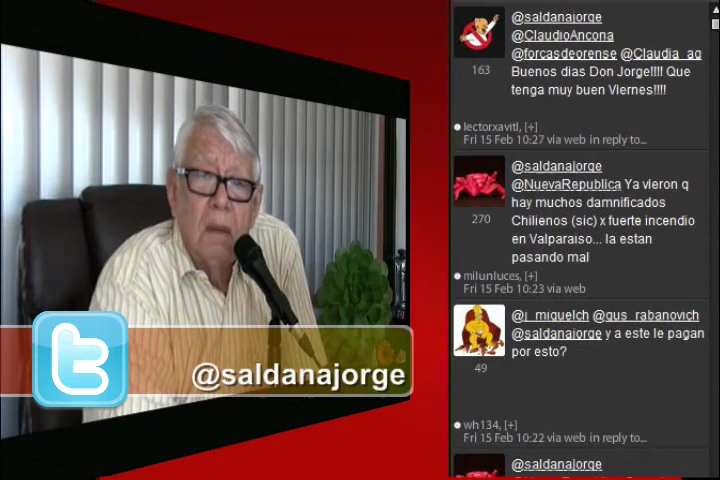 @saldanajorge
@ClaudioAncona
@forcasdeorense @Claudia_aq
Buenos dias Don Jorge!!!! Que
tenga muy buen Viernes!!!!
163
lectorxavitl, [+]
Fri 15 Feb 10:27 via web in reply to...
@saldanajorge
@NuevaRepublica Ya vieron q
hay muchos damnificados
Chilienos (sic) x fuerte incendio
en Valparaiso... la estan
pasando mal
270
milunluces, [+]
Fri 15 Feb 10:23 via web
@j_miguelch @gus_rabanovich
@saldanajorge y a este le pagan
por esto?
49
wh134, [+]
Fri 15 Feb 10:22 via web in reply to...
@saldanajorge
@saldanajorge